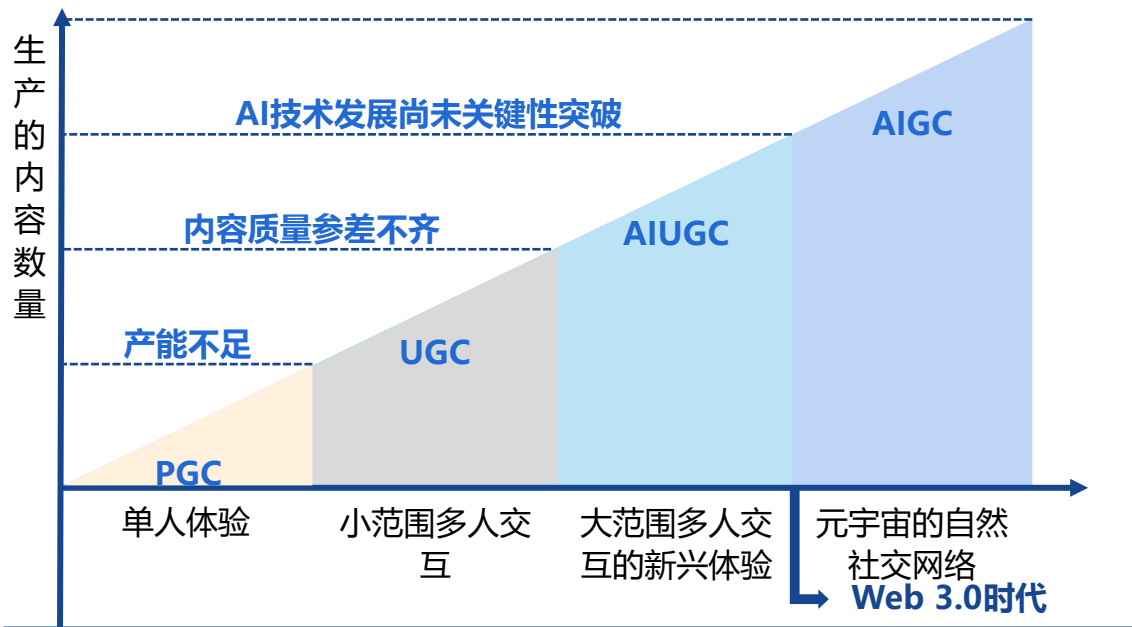 生产的内容数量
AI技术发展尚未关键性突破
AIGC
内容质量参差不齐
AIUGC
产能不足
UGC
PGC
单人体验
小范围多人交
互
大范围多人交
互的新兴体验
元宇宙的自然
社交网络
Web 3.0时代